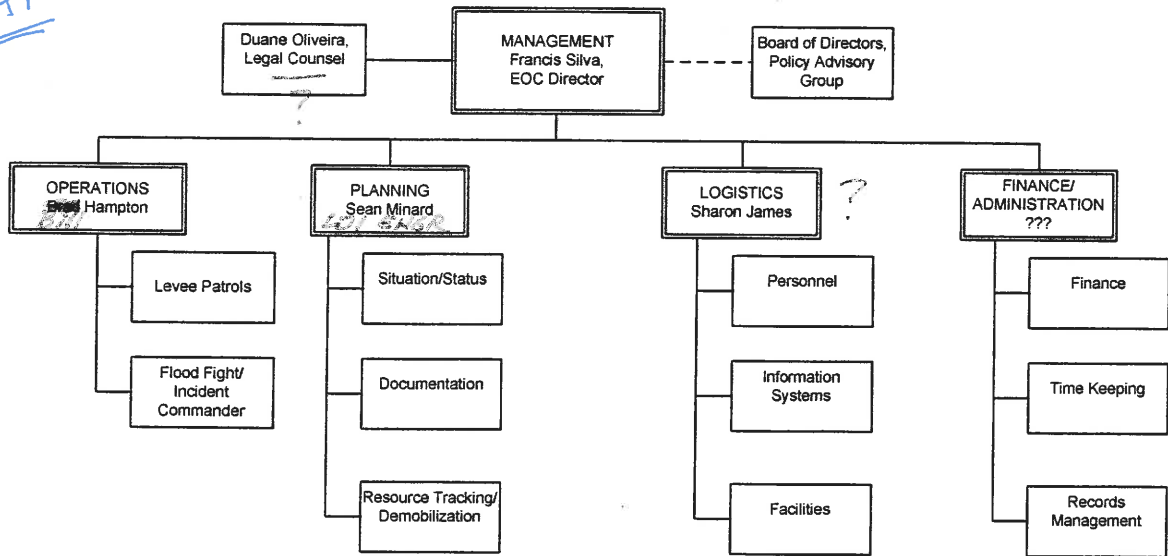 Duane Oliveira,
Legal Counsel
?
MANAGEMENT
Francis Silva,
EOC Director
Board of Directors,
Policy Advisory
Group
OPERATIONS
Hampton
Bill
PLANNING
Sean Minard
LOGISTICS
Sharon James
?
FINANCE/
ADMINISTRATION
???
Levee Patrols
Flood Fight/
Incident
Commander
Situation/Status
Documentation
Resource Tracking/
Demobilization
Personnel
Information
Systems
Facilities
Finance
Time Keeping
Records
Management